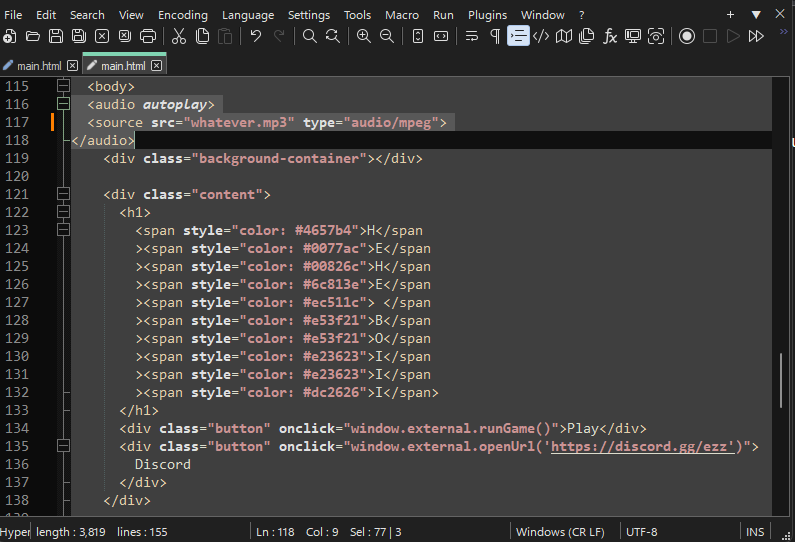 File Edit Search View Encoding Language Settings Tools Macro Run Plugins Window ? + ▼ ✕
main.html main.html
115 <body>
116 <audio autoplay>
117 <source src="whatever.mp3" type="audio/mpeg">
118 </audio>
119 <div class="background-container"></div>
120
121 <div class="content">
122 <h1>
123 <span style="color: #4657b4">H</span
124 ><span style="color: #0077ac">E</span
125 ><span style="color: #00826c">H</span
126 ><span style="color: #6c813e">E</span
127 ><span style="color: #ec511c"> </span
128 ><span style="color: #e53f21">B</span
129 ><span style="color: #e53f21">O</span
130 ><span style="color: #e23623">I</span
131 ><span style="color: #e23623">I</span
132 ><span style="color: #dc2626">I</span>
133 </h1>
134 <div class="button" onclick="window.external.runGame()">Play</div>
135 <div class="button" onclick="window.external.openUrl('https://discord.gg/ezz')">
136 Discord
137 </div>
138 </div>
Hyper length : 3,819 lines : 155 Ln : 118 Col : 9 Sel : 77 | 3 Windows (CR LF) UTF-8 INS